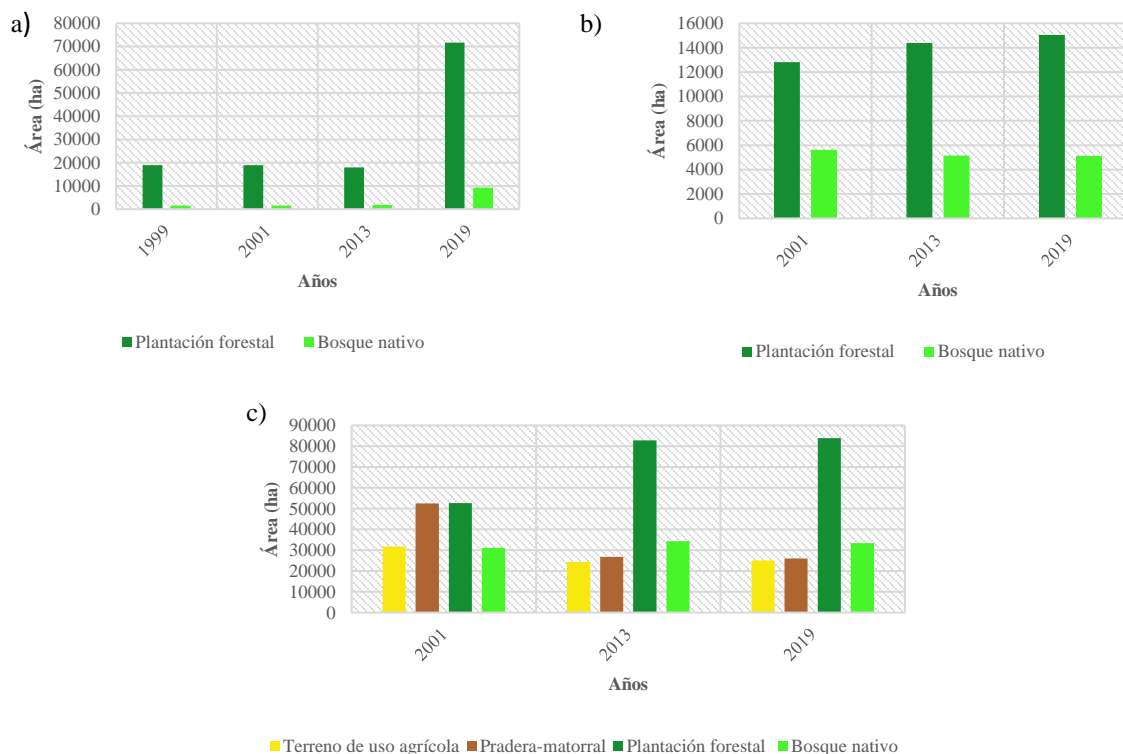 a)
80000
70000
60000
50000
40000
30000
20000
10000
0
Área (ha)
1999
2001
2013
2019
Años
Plantación forestal
Bosque nativo
b)
16000
14000
12000
10000
8000
6000
4000
2000
0
Área (ha)
2001
2013
2019
Años
Plantación forestal
Bosque nativo
c)
90000
80000
70000
60000
50000
40000
30000
20000
10000
0
Área (ha)
2001
2013
2019
Años
Terreno de uso agrícola
Pradera-matorral
Plantación forestal
Bosque nativo